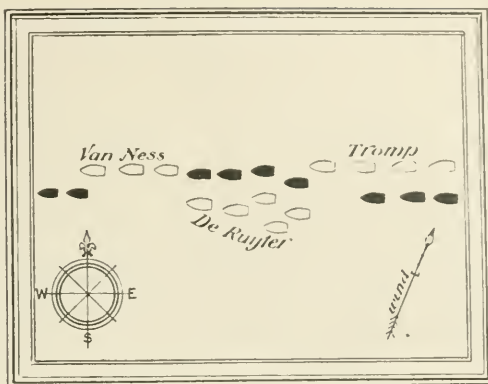 Van Ness
Tromp
De Ruyter
W E
S
wind